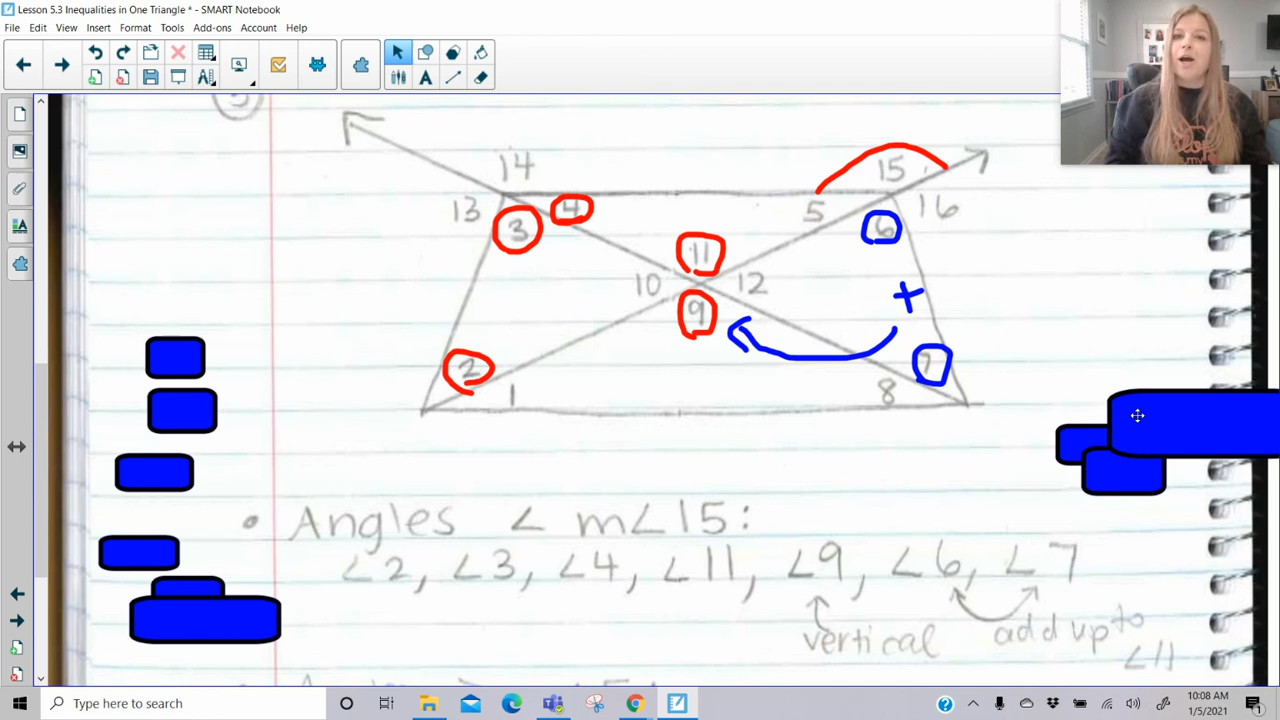 Lesson 5.3 Inequalities in One Triangle * - SMART Notebook
File Edit View Insert Format Tools Add-ons Account Help
14
15
13
3
4
5
6
16
11
10
12
9
2
7
1
8
+
• Angles < m∠15:
∠2, ∠3, ∠4, ∠11, ∠9, ∠6, ∠7
vertical
add up to
∠11
Type here to search
10:08 AM
1/5/2021